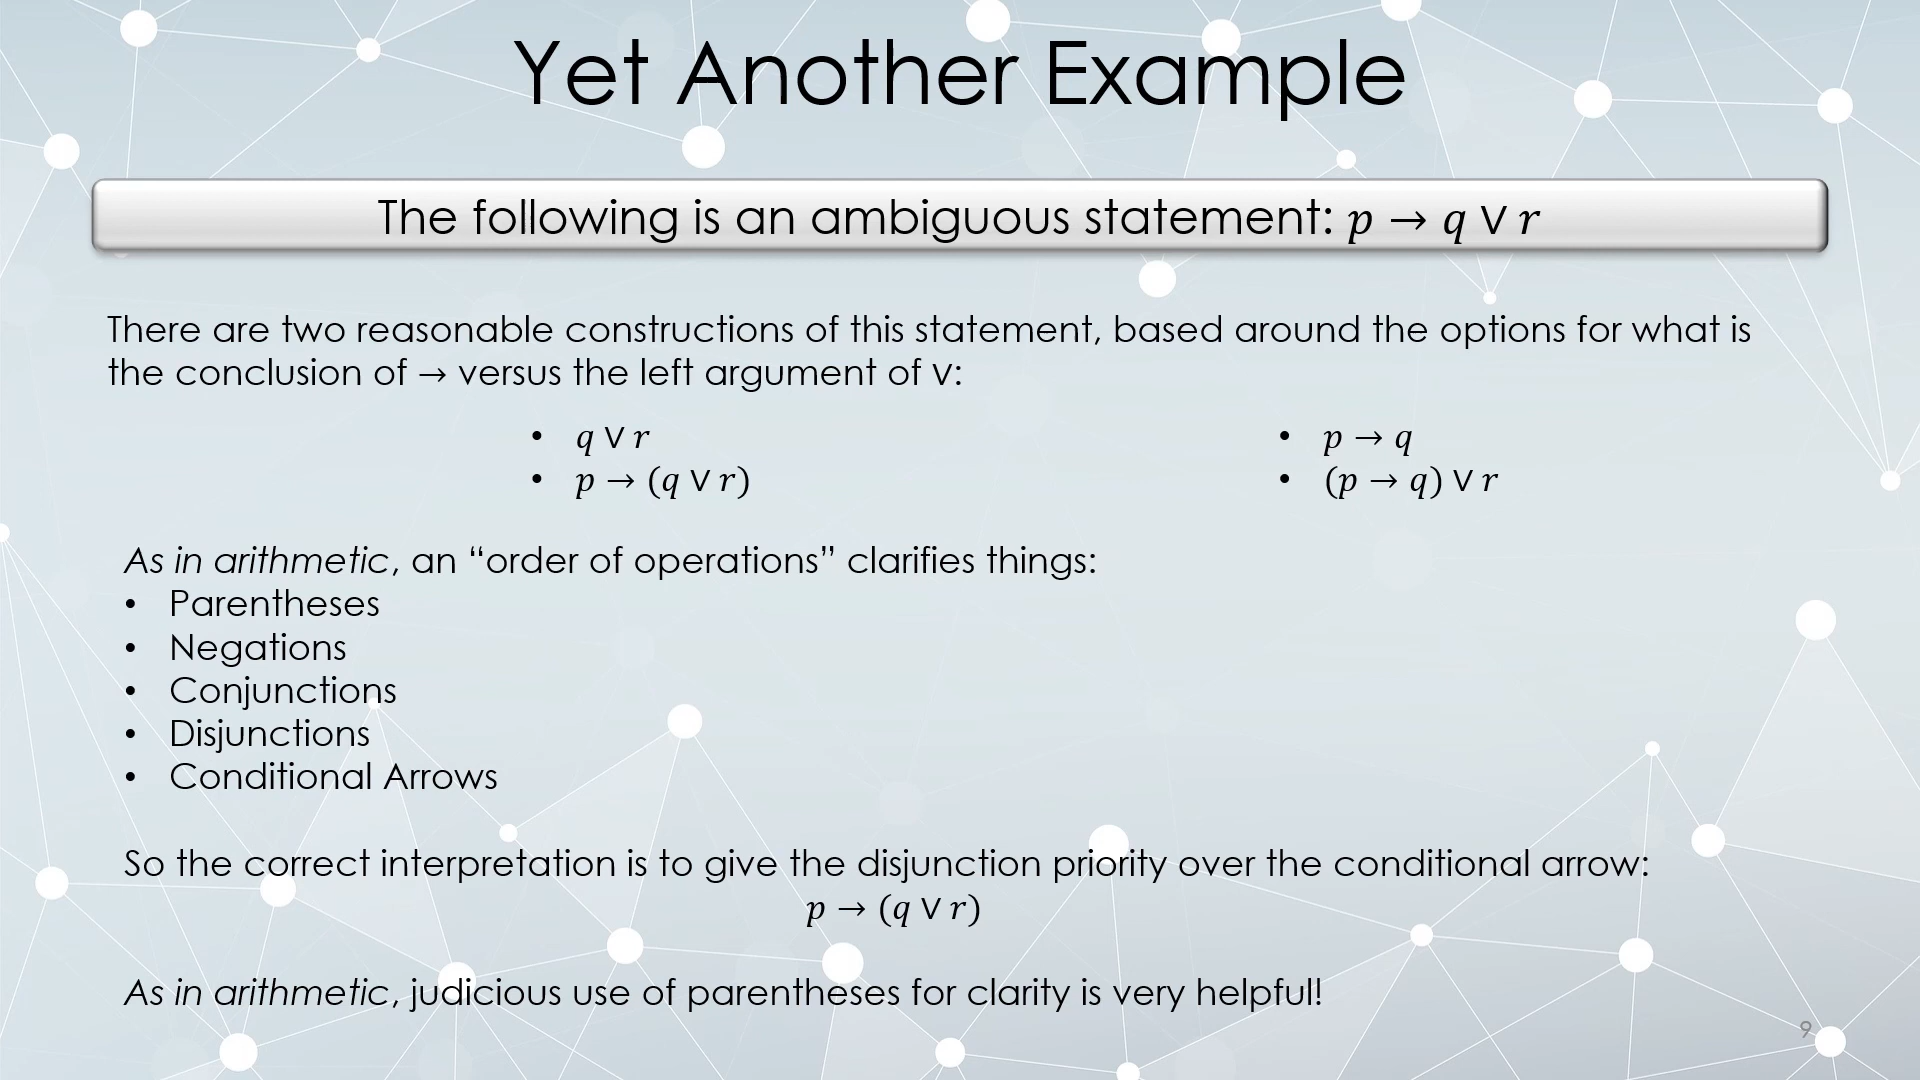 Yet Another Example
The following is an ambiguous statement: p → q ∨ r
There are two reasonable constructions of this statement, based around the options for what is
the conclusion of → versus the left argument of ∨:
• q ∨ r
• p → (q ∨ r)
• p → q
• (p → q) ∨ r
As in arithmetic, an “order of operations” clarifies things:
• Parentheses
• Negations
• Conjunctions
• Disjunctions
• Conditional Arrows
So the correct interpretation is to give the disjunction priority over the conditional arrow:
p → (q ∨ r)
As in arithmetic, judicious use of parentheses for clarity is very helpful!
9